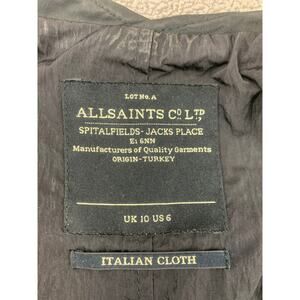 LOT No. A
ALLSAINTS Co LTD
SPITALFIELDS - JACKS PLACE
E1 6NN
Manufacturers of Quality Garments
ORIGIN - TURKEY
UK 10 US 6
ITALIAN CLOTH